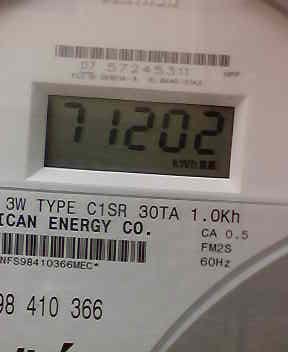 07 57245311
71202
kWh
3W TYPE C1SR 30TA 1.0Kh
ICAN ENERGY CO.
CA 0.5
FM2S
NFS98410366MEC*
60Hz
98 410 366